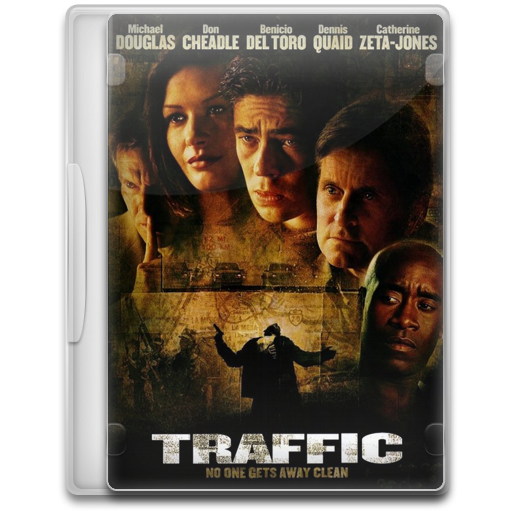 Michael Don Benicio Dennis Catherine
DOUGLAS CHEADLE DEL TORO QUAID ZETA-JONES
TRAFFIC
NO ONE GETS AWAY CLEAN